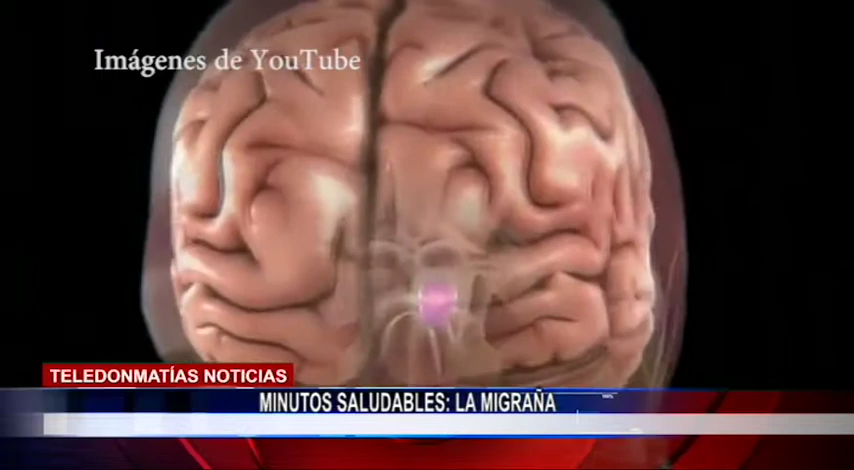 Imágenes de YouTube
TELEDONMATÍAS NOTICIAS
MINUTOS SALUDABLES: LA MIGRAÑA